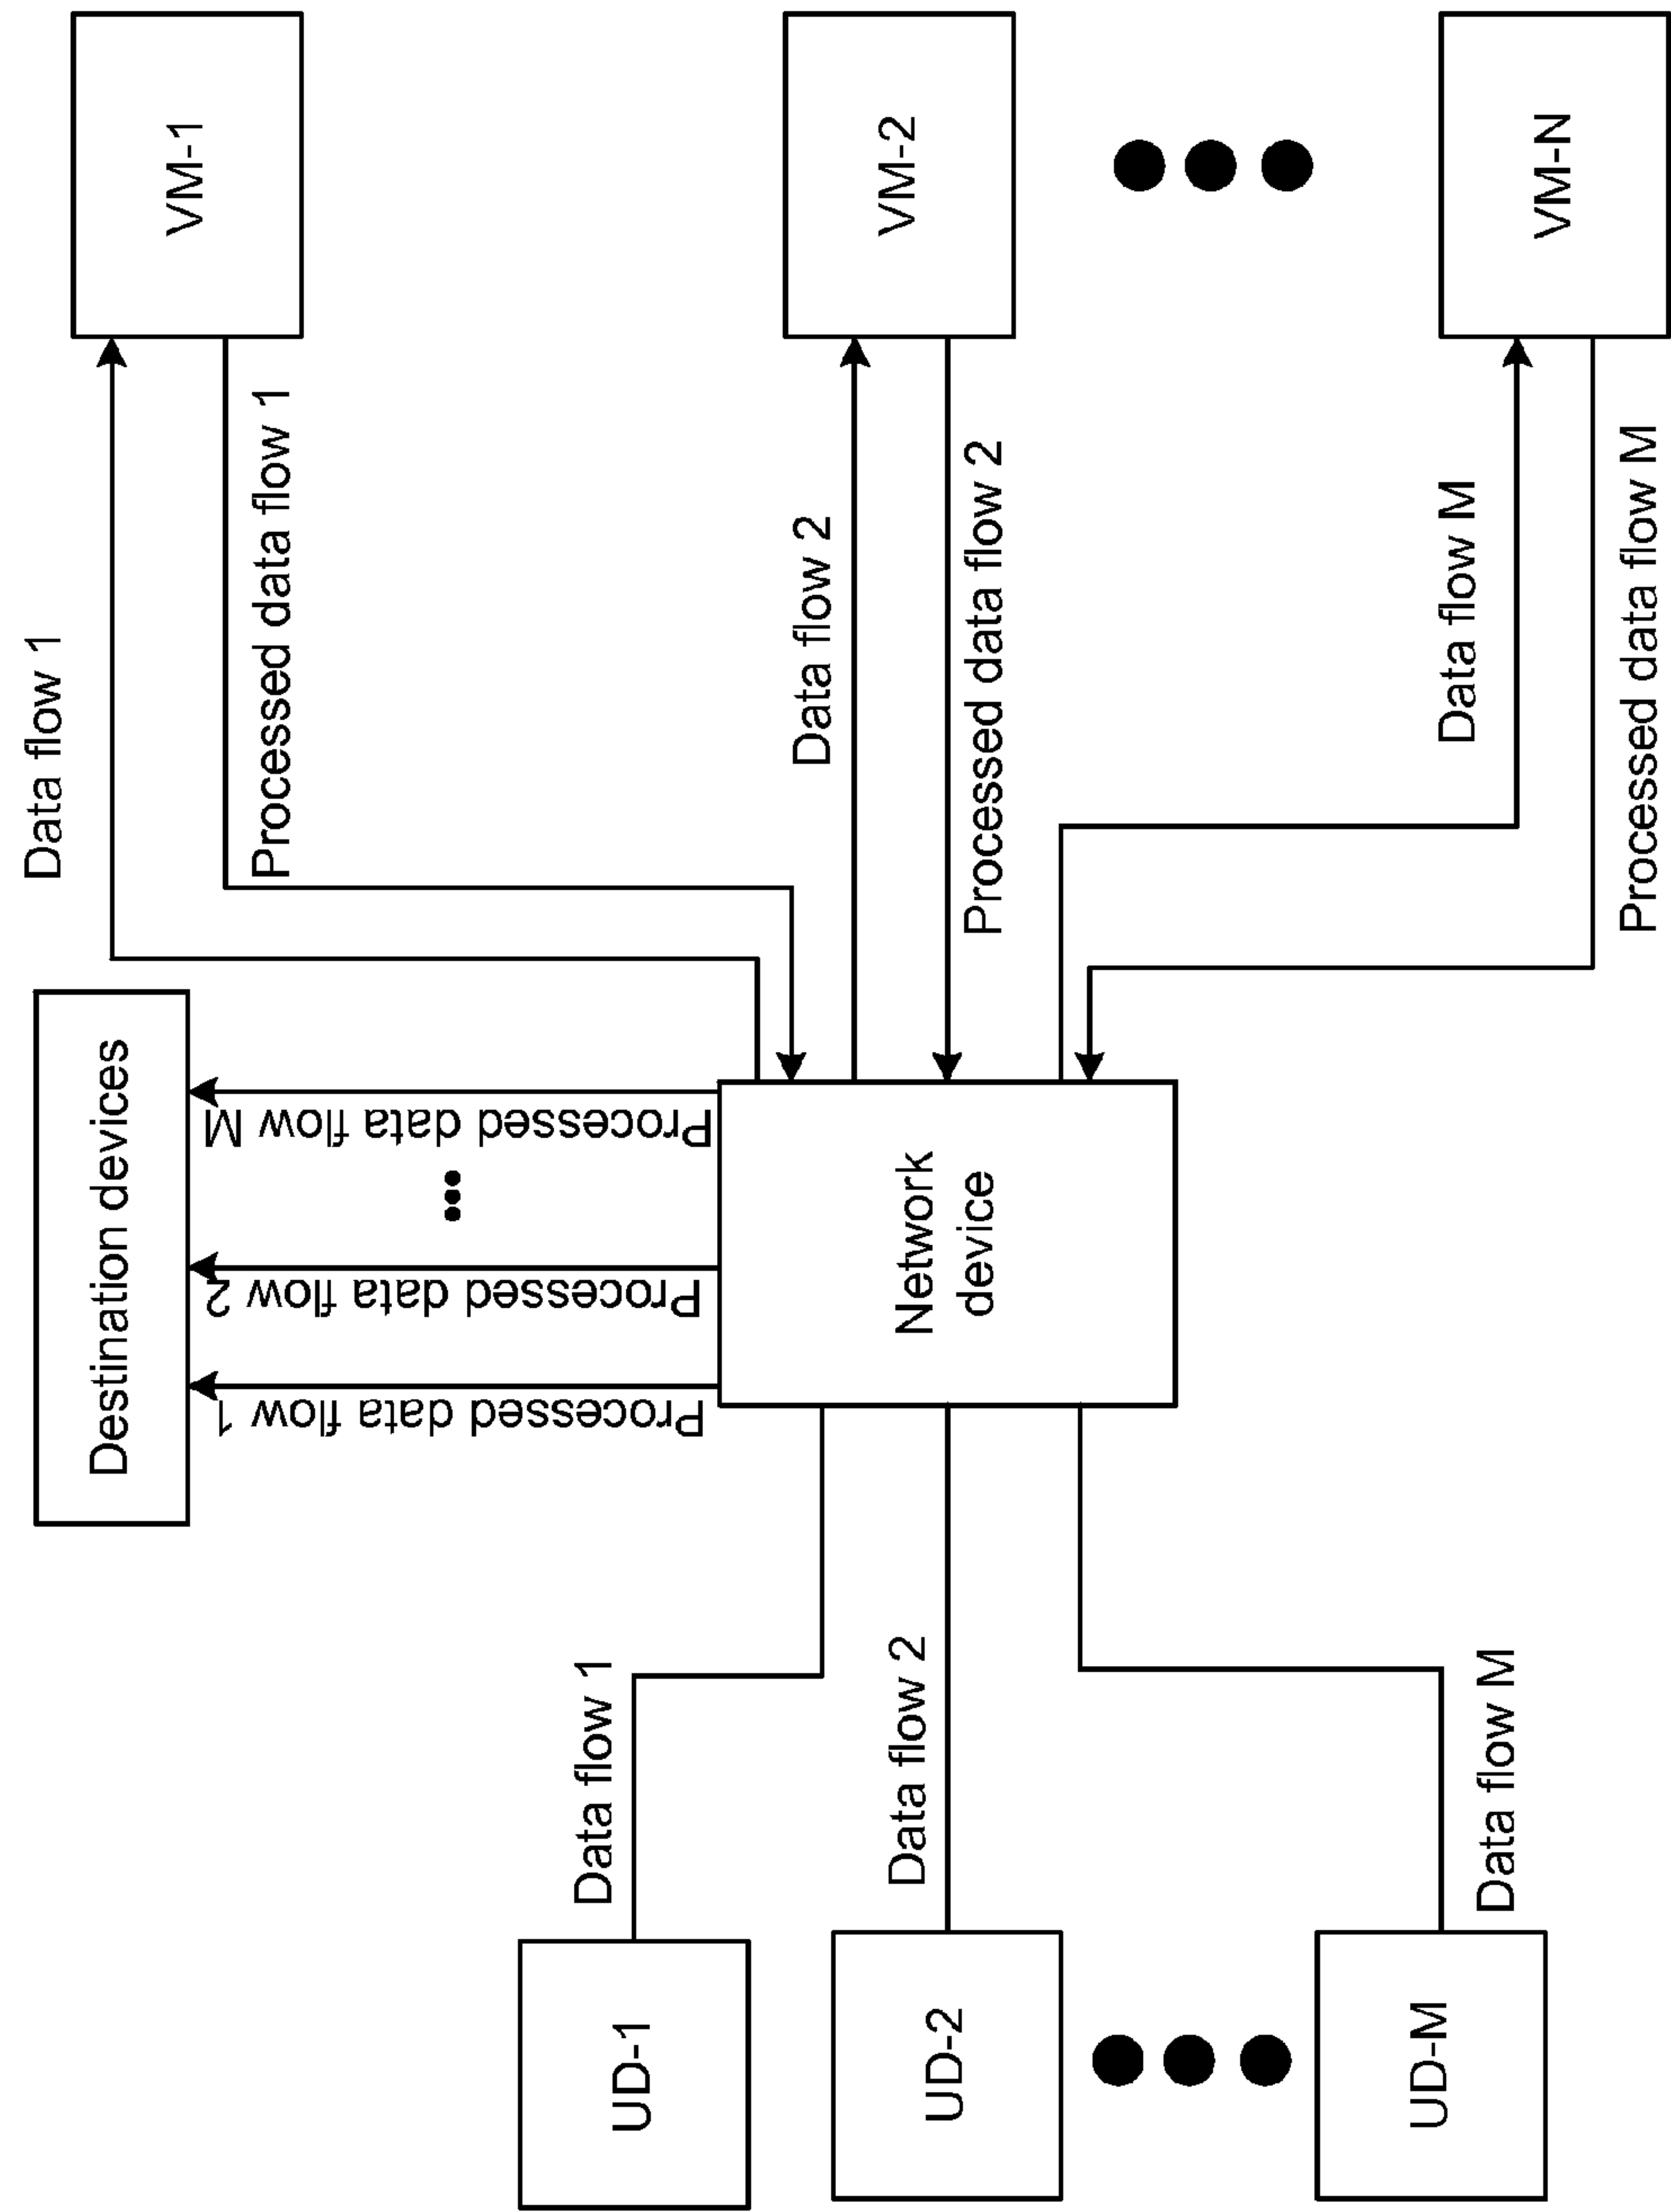 UD-1
UD-2
UD-M
Data flow 1
Data flow 2
Data flow M
Destination devices
Processed data flow 1
Processed data flow 2
Processed data flow M
Network
device
Data flow 1
Processed data flow 1
Data flow 2
Processed data flow 2
Data flow M
Processed data flow M
VM-1
VM-2
VM-N